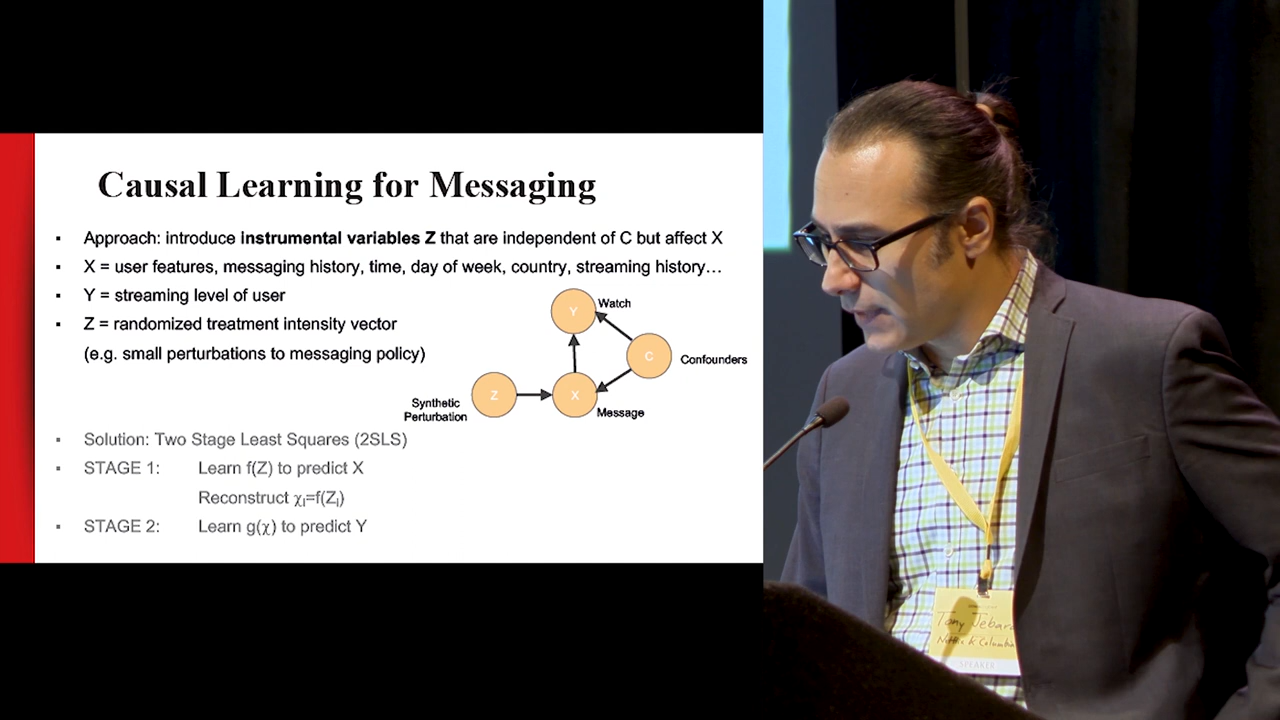 Causal Learning for Messaging
▪ Approach: introduce instrumental variables Z that are independent of C but affect X
▪ X = user features, messaging history, time, day of week, country, streaming history…
▪ Y = streaming level of user
▪ Z = randomized treatment intensity vector
(e.g. small perturbations to messaging policy)
Y
Watch
C
Confounders
Z
X
Synthetic
Perturbation
Message
▪ Solution: Two Stage Least Squares (2SLS)
▪ STAGE 1: Learn f(Z) to predict X
Reconstruct χi=f(Zi)
▪ STAGE 2: Learn g(χ) to predict Y
Tony Jebara
Netflix & Columbia
SPEAKER